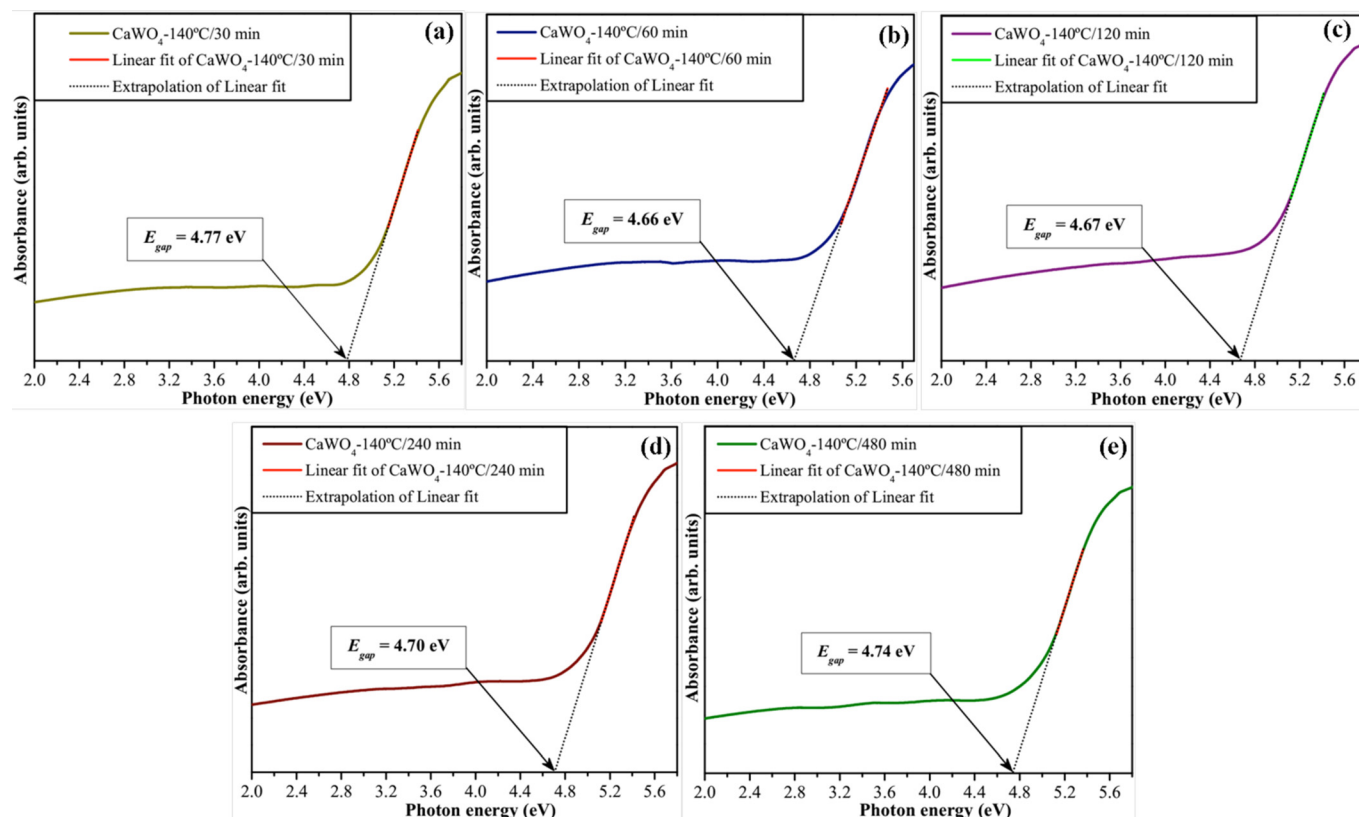 (a)
CaWO₄-140ºC/30 min
Linear fit of CaWO₄-140ºC/30 min
Extrapolation of Linear fit
Absorbance (arb. units)
E_gap = 4.77 eV
2.0 2.4 2.8 3.2 3.6 4.0 4.4 4.8 5.2 5.6
Photon energy (eV)
(b)
CaWO₄-140ºC/60 min
Linear fit of CaWO₄-140ºC/60 min
Extrapolation of Linear fit
Absorbance (arb. units)
E_gap = 4.66 eV
2.0 2.4 2.8 3.2 3.6 4.0 4.4 4.8 5.2 5.6
Photon energy (eV)
(c)
CaWO₄-140ºC/120 min
Linear fit of CaWO₄-140ºC/120 min
Extrapolation of Linear fit
Absorbance (arb. units)
E_gap = 4.67 eV
2.0 2.4 2.8 3.2 3.6 4.0 4.4 4.8 5.2 5.6
Photon energy (eV)
(d)
CaWO₄-140ºC/240 min
Linear fit of CaWO₄-140ºC/240 min
Extrapolation of Linear fit
Absorbance (arb. units)
E_gap = 4.70 eV
2.0 2.4 2.8 3.2 3.6 4.0 4.4 4.8 5.2 5.6
Photon energy (eV)
(e)
CaWO₄-140ºC/480 min
Linear fit of CaWO₄-140ºC/480 min
Extrapolation of Linear fit
Absorbance (arb. units)
E_gap = 4.74 eV
2.0 2.4 2.8 3.2 3.6 4.0 4.4 4.8 5.2 5.6
Photon energy (eV)